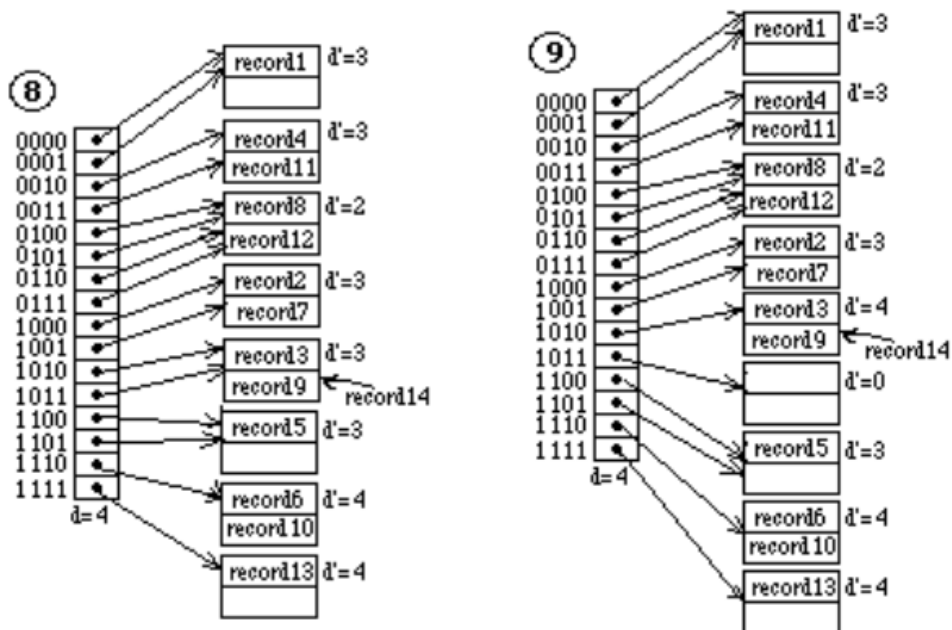 8
0000
0001
0010
0011
0100
0101
0110
0111
1000
1001
1010
1011
1100
1101
1110
1111
d=4
record1 d'=3
record4 d'=3
record11
record8 d'=2
record12
record2 d'=3
record7
record3 d'=3
record9
record14
record5
d'=3
record6 d'=4
record10
record13 d'=4
9
0000
0001
0010
0011
0100
0101
0110
0111
1000
1001
1010
1011
1100
1101
1110
1111
d=4
record1 d'=3
record4 d'=3
record11
record8 d'=2
record12
record2 d'=3
record7
record3 d'=4
record9
record14
d'=0
record5 d'=3
record6 d'=4
record10
record13 d'=4